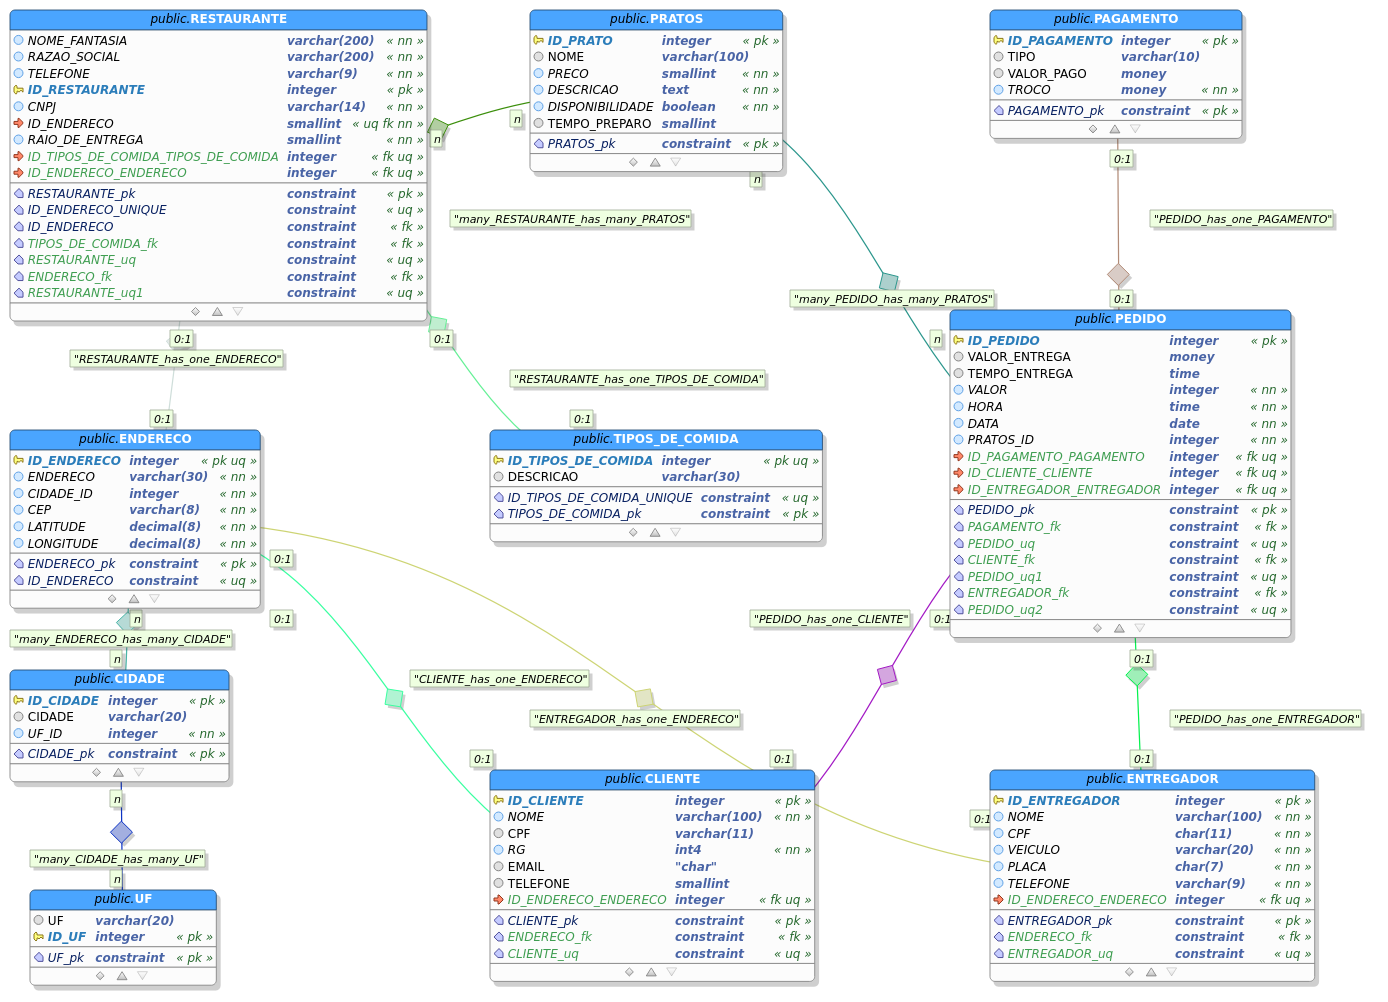 public.RESTAURANTE
NOME_FANTASIA varchar(200) « nn »
RAZAO_SOCIAL varchar(200) « nn »
TELEFONE varchar(9) « nn »
ID_RESTAURANTE integer « pk »
CNPJ varchar(14) « nn »
ID_ENDERECO smallint « uq fk nn »
RAIO_DE_ENTREGA smallint « nn »
ID_TIPOS_DE_COMIDA_TIPOS_DE_COMIDA integer « fk uq »
ID_ENDERECO_ENDERECO integer « fk uq »
RESTAURANTE_pk constraint « pk »
ID_ENDERECO_UNIQUE constraint « uq »
ID_ENDERECO constraint « fk »
TIPOS_DE_COMIDA_fk constraint « fk »
RESTAURANTE_uq constraint « uq »
ENDERECO_fk constraint « fk »
RESTAURANTE_uq1 constraint « uq »
public.PRATOS
ID_PRATO integer « pk »
NOME varchar(100)
PRECO smallint « nn »
DESCRICAO text « nn »
DISPONIBILIDADE boolean « nn »
TEMPO_PREPARO smallint
PRATOS_pk constraint « pk »
public.PAGAMENTO
ID_PAGAMENTO integer « pk »
TIPO varchar(10)
VALOR_PAGO money
TROCO money « nn »
PAGAMENTO_pk constraint « pk »
n
n
n
0:1
"many_RESTAURANTE_has_many_PRATOS"
"PEDIDO_has_one_PAGAMENTO"
"many_PEDIDO_has_many_PRATOS"
0:1
n
0:1
"RESTAURANTE_has_one_ENDERECO"
0:1
0:1
"RESTAURANTE_has_one_TIPOS_DE_COMIDA"
0:1
public.PEDIDO
ID_PEDIDO integer « pk »
VALOR_ENTREGA money
TEMPO_ENTREGA time
VALOR integer « nn »
HORA time « nn »
DATA date « nn »
PRATOS_ID integer « nn »
ID_PAGAMENTO_PAGAMENTO integer « fk uq »
ID_CLIENTE_CLIENTE integer « fk uq »
ID_ENTREGADOR_ENTREGADOR integer « fk uq »
PEDIDO_pk constraint « pk »
PAGAMENTO_fk constraint « fk »
PEDIDO_uq constraint « uq »
CLIENTE_fk constraint « fk »
PEDIDO_uq1 constraint « uq »
ENTREGADOR_fk constraint « fk »
PEDIDO_uq2 constraint « uq »
public.ENDERECO
ID_ENDERECO integer « pk uq »
ENDERECO varchar(30) « nn »
CIDADE_ID integer « nn »
CEP varchar(8) « nn »
LATITUDE decimal(8) « nn »
LONGITUDE decimal(8) « nn »
ENDERECO_pk constraint « pk »
ID_ENDERECO constraint « uq »
public.TIPOS_DE_COMIDA
ID_TIPOS_DE_COMIDA integer « pk uq »
DESCRICAO varchar(30)
ID_TIPOS_DE_COMIDA_UNIQUE constraint « uq »
TIPOS_DE_COMIDA_pk constraint « pk »
0:1
0:1
n
"many_ENDERECO_has_many_CIDADE"
n
"PEDIDO_has_one_CLIENTE"
0:1
0:1
"CLIENTE_has_one_ENDERECO"
"ENTREGADOR_has_one_ENDERECO"
"PEDIDO_has_one_ENTREGADOR"
0:1
0:1
0:1
0:1
public.CIDADE
ID_CIDADE integer « pk »
CIDADE varchar(20)
UF_ID integer « nn »
CIDADE_pk constraint « pk »
n
"many_CIDADE_has_many_UF"
n
public.UF
UF varchar(20)
ID_UF integer « pk »
UF_pk constraint « pk »
public.CLIENTE
ID_CLIENTE integer « pk »
NOME varchar(100) « nn »
CPF varchar(11)
RG int4 « nn »
EMAIL "char"
TELEFONE smallint
ID_ENDERECO_ENDERECO integer « fk uq »
CLIENTE_pk constraint « pk »
ENDERECO_fk constraint « fk »
CLIENTE_uq constraint « uq »
public.ENTREGADOR
ID_ENTREGADOR integer « pk »
NOME varchar(100) « nn »
CPF char(11) « nn »
VEICULO varchar(20) « nn »
PLACA char(7) « nn »
TELEFONE varchar(9) « nn »
ID_ENDERECO_ENDERECO integer « fk uq »
ENTREGADOR_pk constraint « pk »
ENDERECO_fk constraint « fk »
ENTREGADOR_uq constraint « uq »